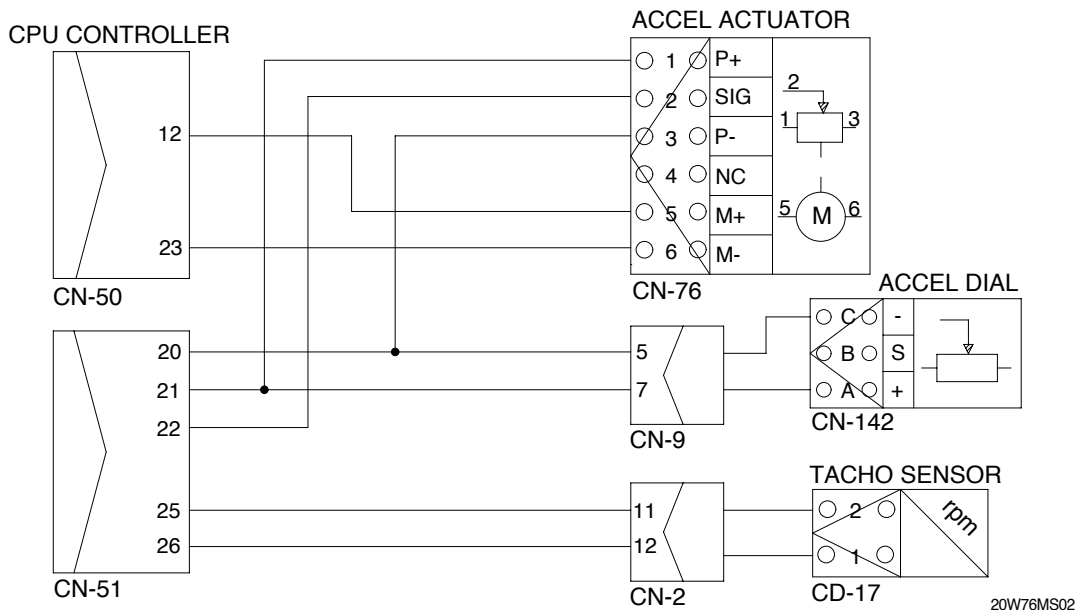 ACCEL ACTUATOR
CPU CONTROLLER
1 P+
2 SIG
3 P-
4 NC
5 M+
6 M-
2
1 3
5 M 6
12
23
CN-50
CN-76
ACCEL DIAL
C -
B S
A +
CN-142
20
21
22
25
26
CN-51
5
7
CN-9
TACHO SENSOR
11
12
CN-2
2
1
rpm
CD-17
20W76MS02